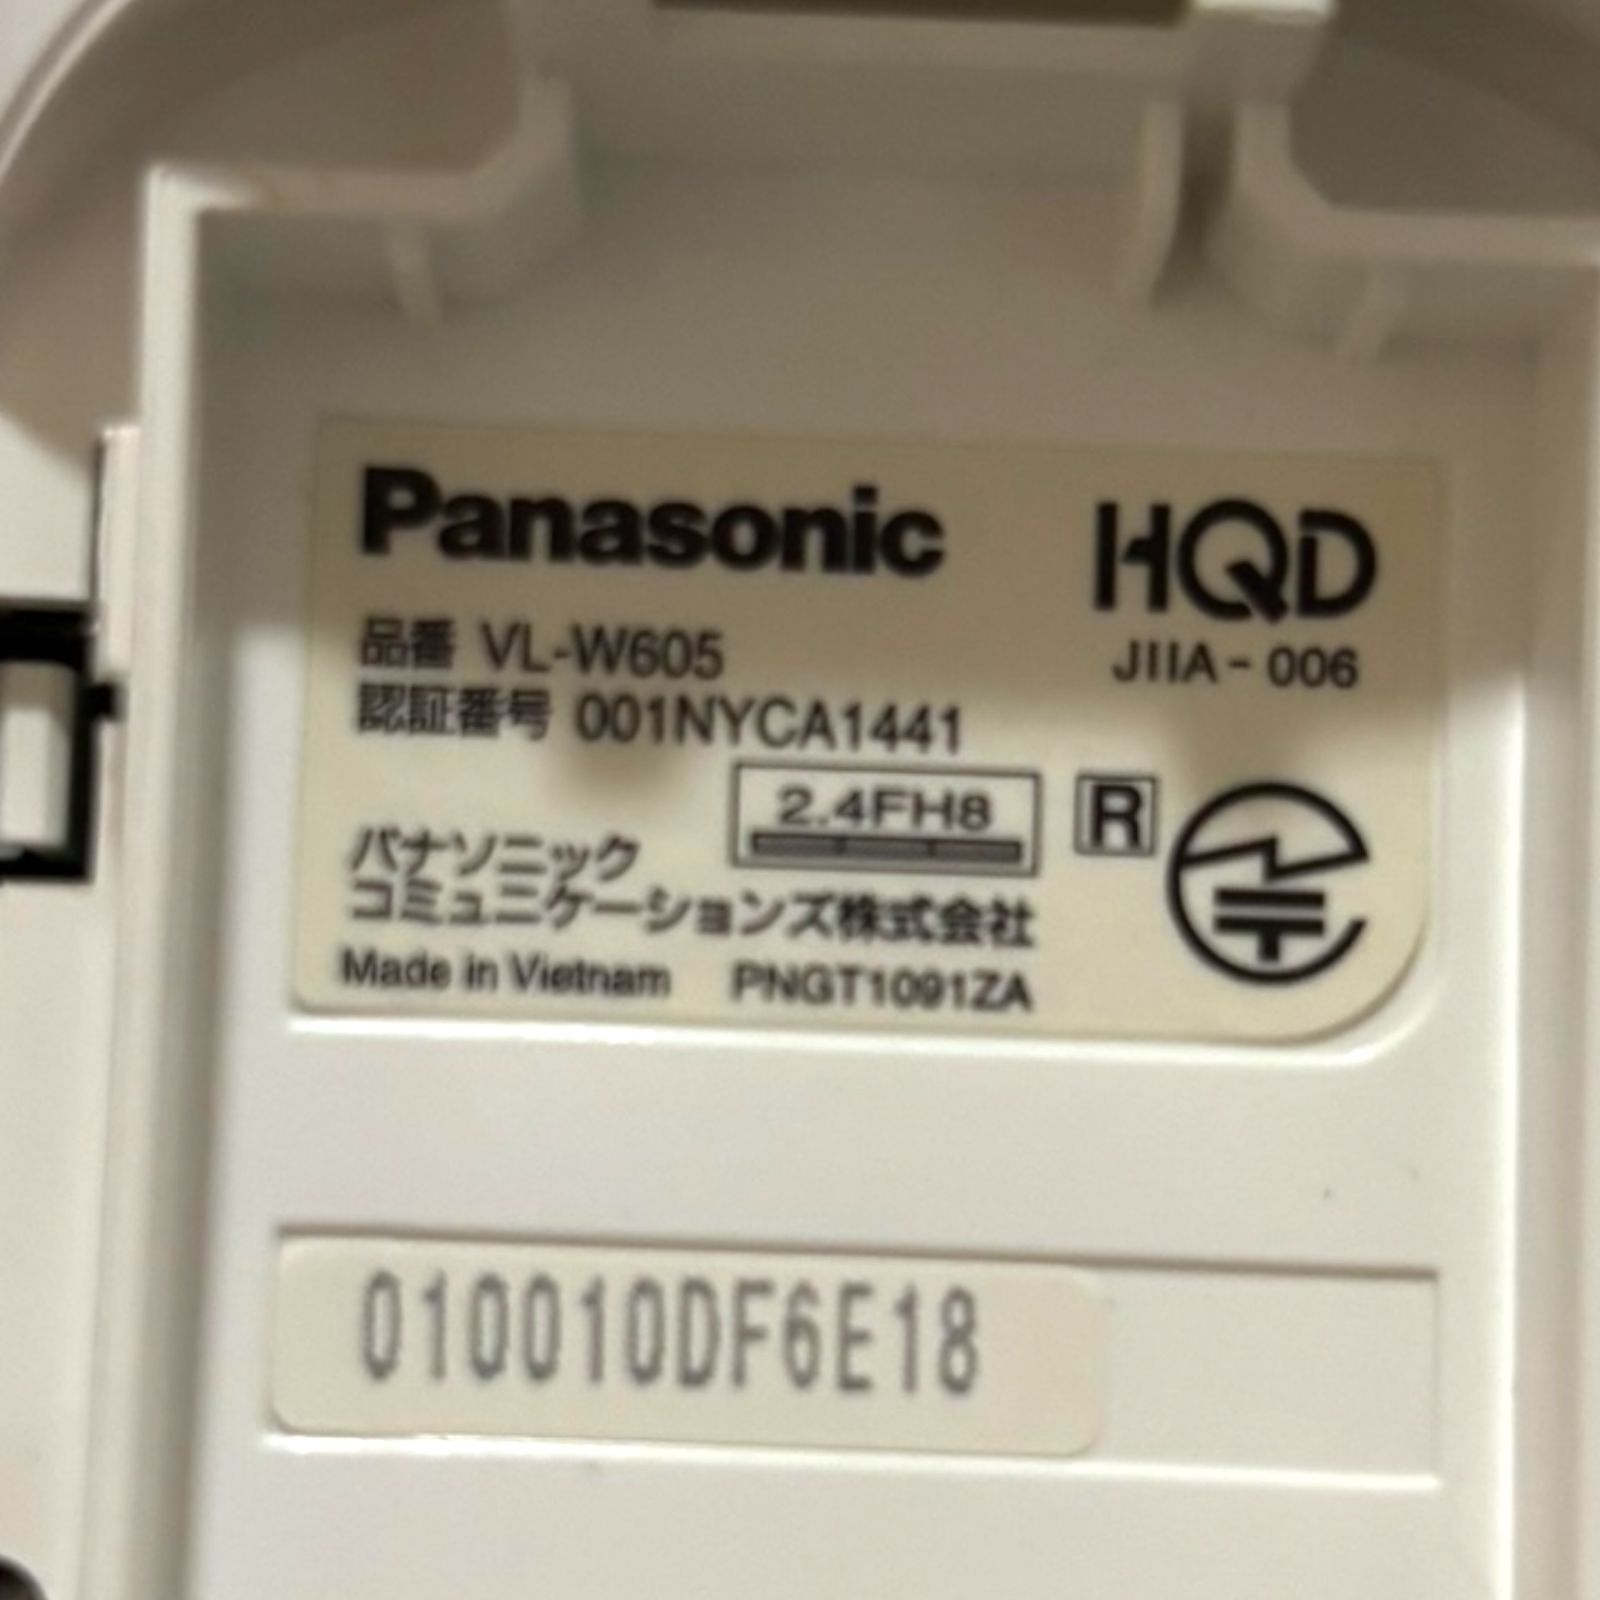 Panasonic
HQD
JIIA-006
品番 VL-W605
認証番号 001NYCA1441
2.4FH8
R
パナソニック
コミュニケーションズ株式会社
Made in Vietnam PNGT1091ZA
010010DF6E18